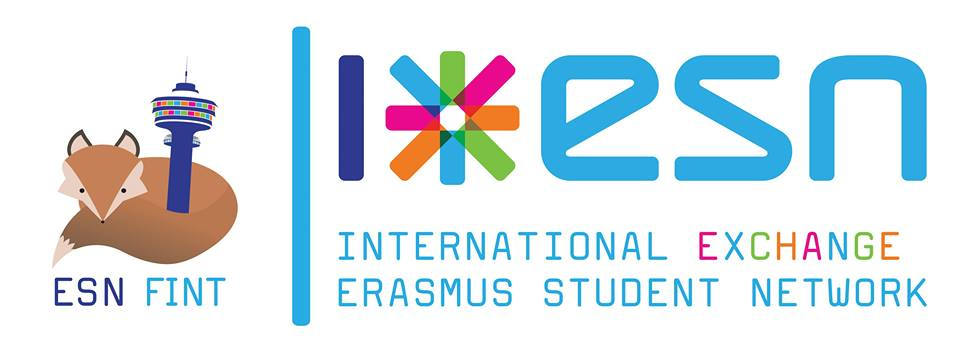 ESN FINT
I esn
INTERNATIONAL EXCHANGE
ERASMUS STUDENT NETWORK